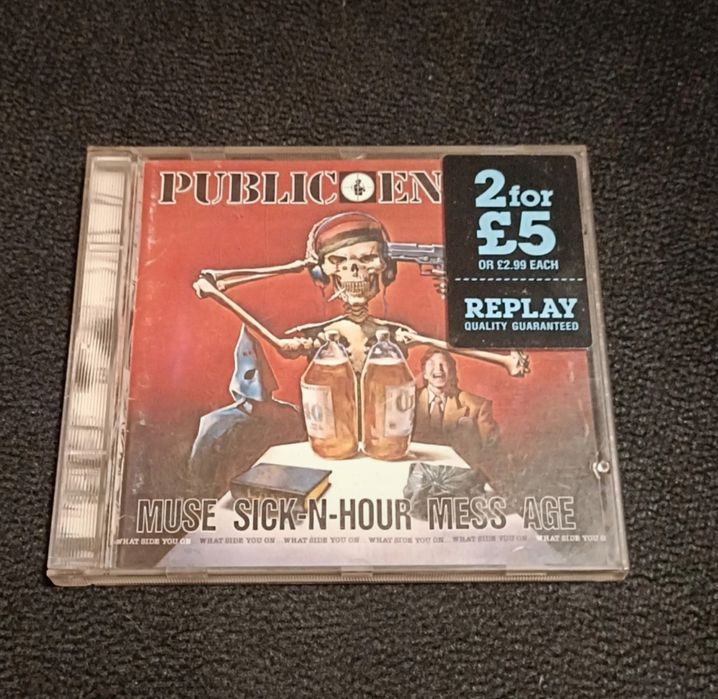 PUBLIC EN
2 for
£5
OR £2.99 EACH
REPLAY
QUALITY GUARANTEED
MUSE SICK-N-HOUR MESS AGE
WHAT SIDE YOU ON WHAT SIDE YOU ON... WHAT SIDE YOU ON... WHAT SIDE YOU ON... WHAT SIDE YOU ON... WHAT SIDE YOU O